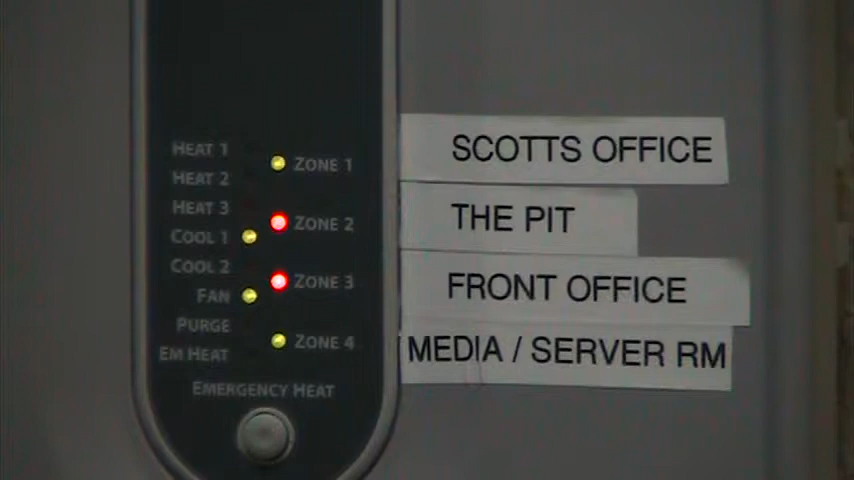 HEAT 1
HEAT 2
HEAT 3
COOL 1
COOL 2
FAN
PURGE
EM HEAT
ZONE 1
ZONE 2
ZONE 3
ZONE 4
EMERGENCY HEAT
SCOTTS OFFICE
THE PIT
FRONT OFFICE
MEDIA / SERVER RM